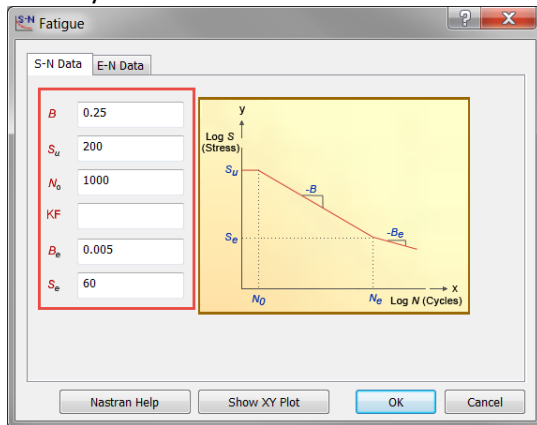 S-N Fatigue
? X
S-N Data E-N Data
B 0.25
Su 200
No 1000
KF
Be 0.005
Se 60
y
Log S
(Stress)
Su
-B
Se
-Be
x
N0 Ne Log N (Cycles)
Nastran Help Show XY Plot OK Cancel